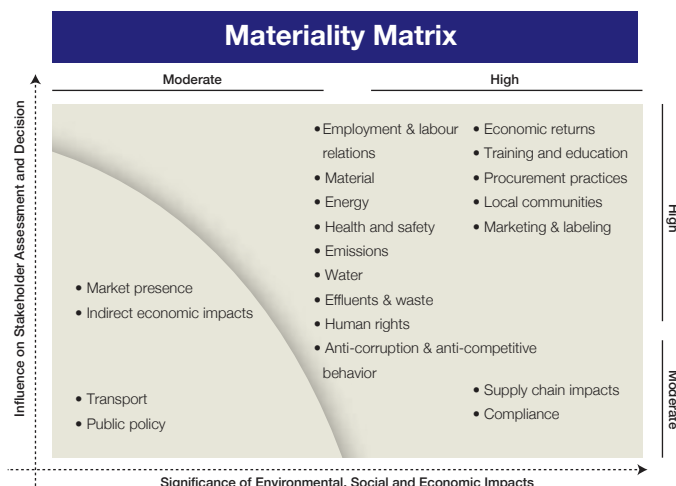 Materiality Matrix
Moderate
High
Influence on Stakeholder Assessment and Decision
• Employment & labour
relations
• Material
• Energy
• Health and safety
• Emissions
• Water
• Effluents & waste
• Human rights
• Anti-corruption & anti-competitive
behavior
• Economic returns
• Training and education
• Procurement practices
• Local communities
• Marketing & labeling
High
• Market presence
• Indirect economic impacts
• Transport
• Public policy
• Supply chain impacts
• Compliance
Moderate
Significance of Environmental, Social and Economic Impacts